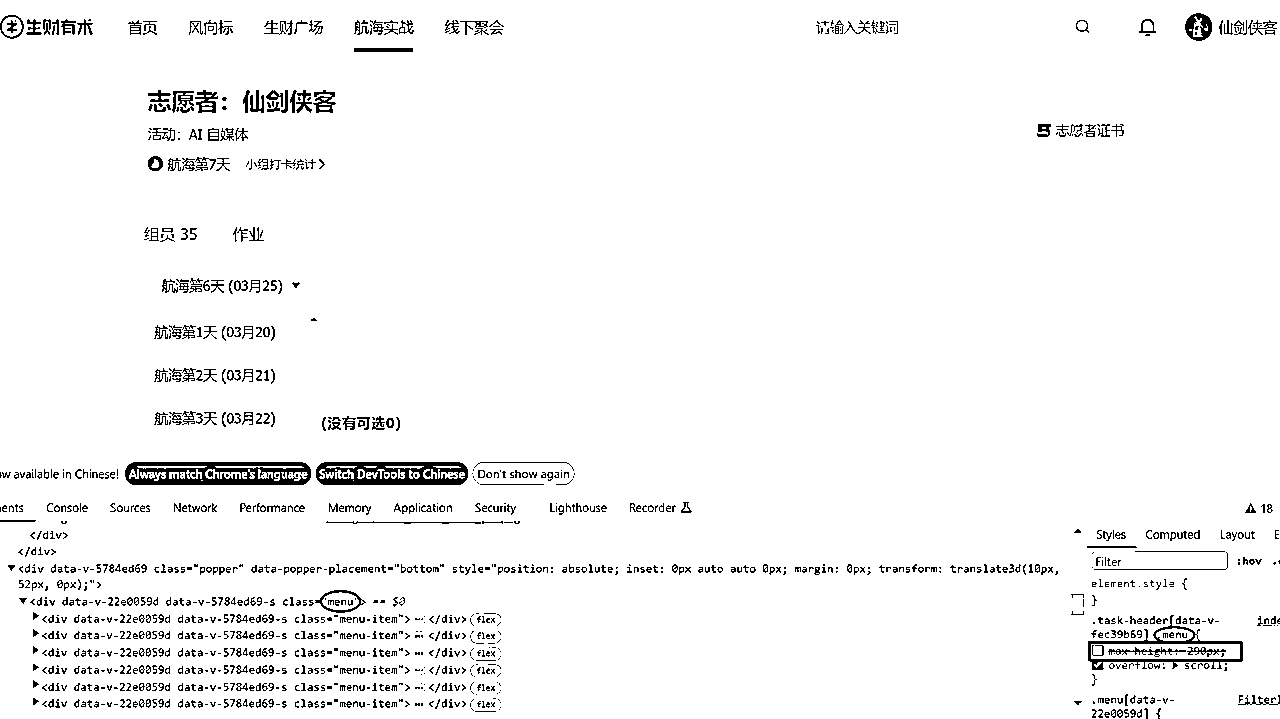 生财有术 首页 风向标 生财广场 航海实战 线下聚会 请输入关键词 仙剑侠客
志愿者：仙剑侠客
活动：AI 自媒体
志愿者证书
航海第7天 小组打卡统计
组员 35 作业
航海第6天 (03月25)
航海第1天 (03月20)
航海第2天 (03月21)
航海第3天 (03月22) (没有可选0)
ow available in Chinese! Always match Chrome's language Switch DevTools to Chinese Don't show again
ents Console Sources Network Performance Memory Application Security Lighthouse Recorder 18
</div>
</div>
<div data-v-5784ed69 class="popper" data-popper-placement="bottom" style="position: absolute; inset: 0px auto auto 0px; margin: 0px; transform: translate3d(10px,
52px, 0px);">
<div data-v-22e0059d data-v-5784ed69-s class="menu"> == $0
<div data-v-22e0059d data-v-5784ed69-s class="menu-item"> … </div> flex
<div data-v-22e0059d data-v-5784ed69-s class="menu-item"> … </div> flex
<div data-v-22e0059d data-v-5784ed69-s class="menu-item"> … </div> flex
<div data-v-22e0059d data-v-5784ed69-s class="menu-item"> … </div> flex
<div data-v-22e0059d data-v-5784ed69-s class="menu-item"> … </div> flex
<div data-v-22e0059d data-v-5784ed69-s class="menu-item"> … </div> flex
Styles Computed Layout E
Filter :hov .c
element.style {
}
.task-header[data-v- inde
fec39b69] .menu {
max-height: 290px;
overflow: scroll;
}
.menu[data-v- Filter
22e0059d] {